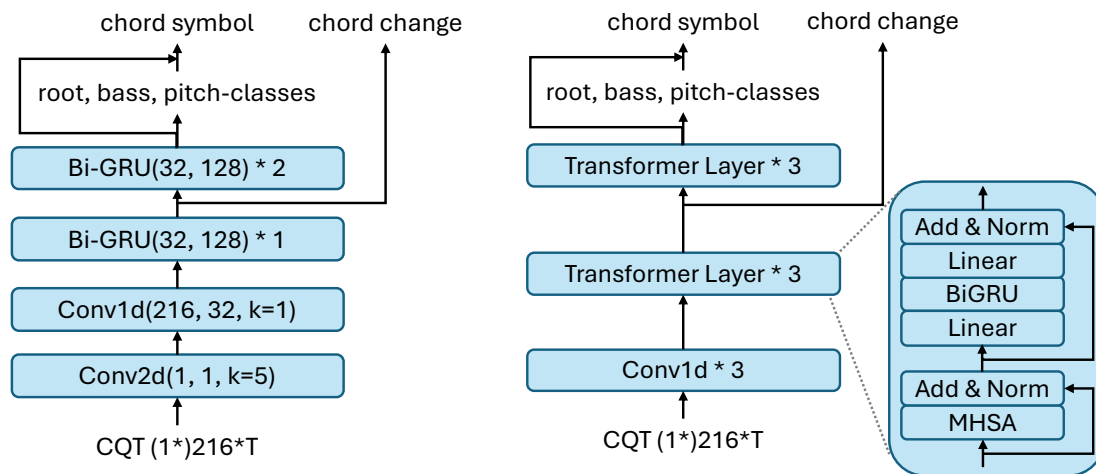 chord symbol
chord change
root, bass, pitch-classes
Bi-GRU(32, 128) * 2
Bi-GRU(32, 128) * 1
Conv1d(216, 32, k=1)
Conv2d(1, 1, k=5)
CQT (1*)216*T
chord symbol
chord change
root, bass, pitch-classes
Transformer Layer * 3
Transformer Layer * 3
Conv1d * 3
CQT (1*)216*T
Add & Norm
Linear
BiGRU
Linear
Add & Norm
MHSA